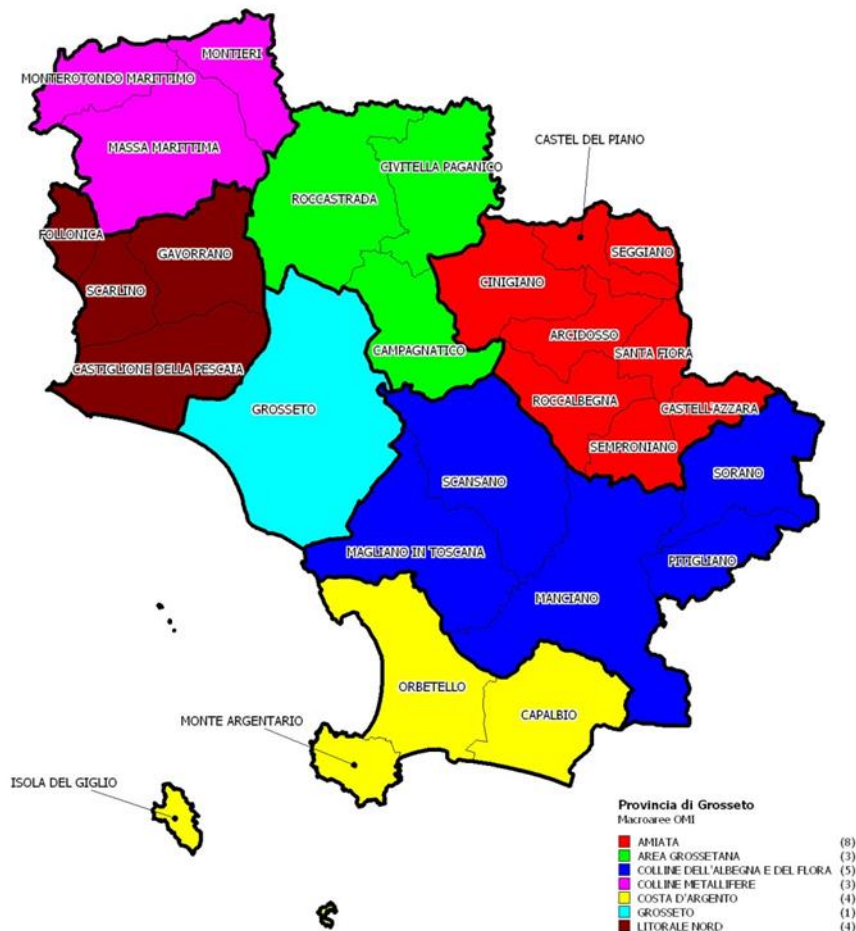 MONTIERI
MONTEROTONDO MARITTIMO
MASSA MARITTIMA
CASTEL DEL PIANO
CIVITELLA PAGANICO
ROCCASTRADA
FOLLONICA
GAVORRANO
SEGGIANO
CINIGIANO
SCARLINO
ARCIDOSSO
CAMPAGNATICO
SANTA FIORA
CASTIGLIONE DELLA PESCAIA
ROCCALBEGNA
GROSSETO
CASTELL'AZZARA
SEMPRONIANO
SORANO
SCANSANO
MAGLIANO IN TOSCANA
PITIGLIANO
MANCIANO
ORBETELLO
CAPALBIO
MONTE ARGENTARIO
ISOLA DEL GIGLIO
Provincia di Grosseto
Macroaree OMI
AMIATA (8)
AREA GROSSETANA (3)
COLLINE DELL'ALBEGNA E DEL FLORA (5)
COLLINE METALLIFERE (3)
COSTA D'ARGENTO (4)
GROSSETO (1)
LITORALE NORD (4)